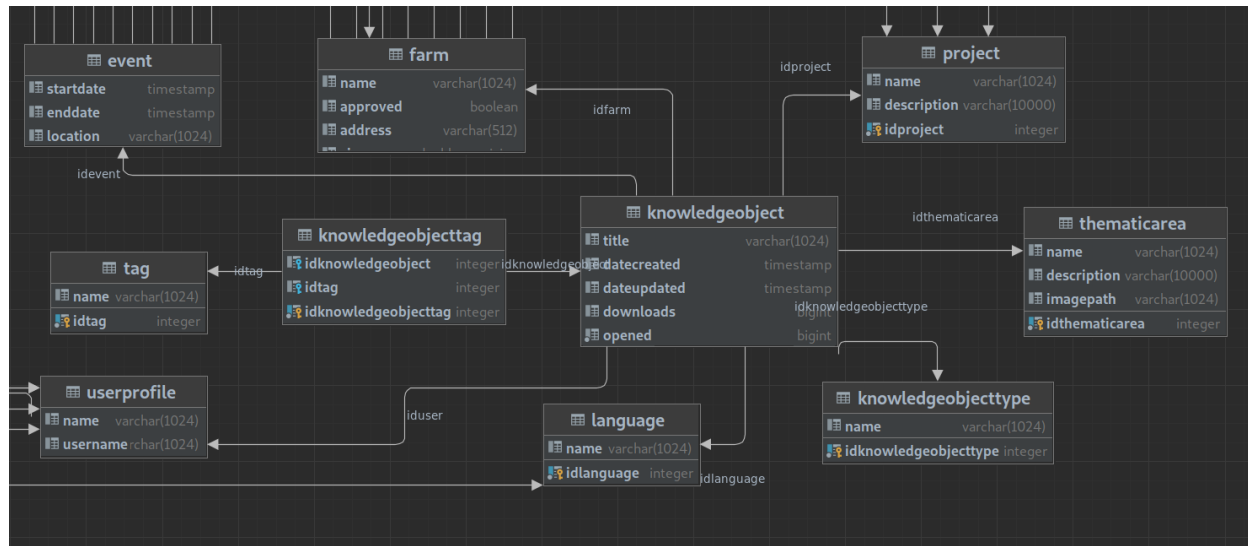 event
startdate timestamp
enddate timestamp
location varchar(1024)
farm
name varchar(1024)
approved boolean
address varchar(512)
project
name varchar(1024)
description varchar(10000)
idproject integer
idproject
idfarm
idevent
knowledgeobject
title varchar(1024)
datecreated timestamp
dateupdated timestamp
downloads bigint
opened bigint
idthematicarea
thematicarea
name varchar(1024)
description varchar(10000)
imagepath varchar(1024)
idthematicarea integer
knowledgeobjecttag
idknowledgeobject integer
idtag integer
idknowledgeobjecttag integer
idknowledgeobject
idtag
tag
name varchar(1024)
idtag integer
idknowledgeobjecttype
userprofile
name varchar(1024)
username rchar(1024)
iduser
language
name varchar(1024)
idlanguage integer
idlanguage
knowledgeobjecttype
name varchar(1024)
idknowledgeobjecttype integer